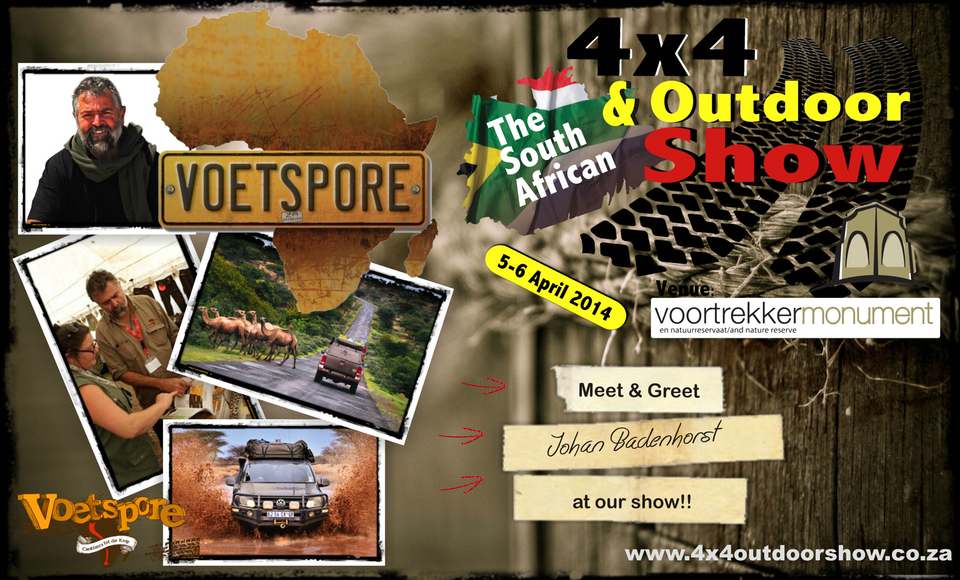 VOETSPORE
4x4
& Outdoor
Show
The
South
African
5-6 April 2014
Venue:
voortrekkermonument
en natuurreservaat/and nature reserve
Meet & Greet
Johan Badenhorst
at our show!!
Voetspore
www.4x4outdoorshow.co.za